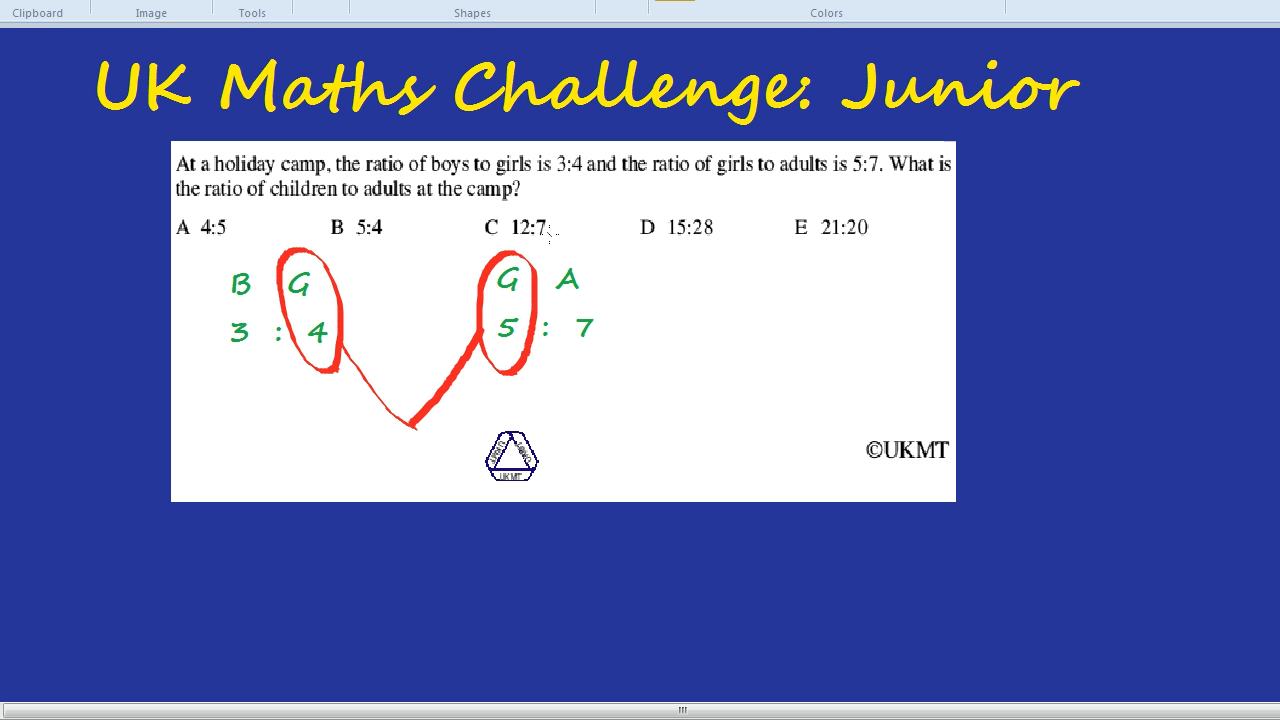 Clipboard Image Tools Shapes Colors
UK Maths Challenge: Junior
At a holiday camp, the ratio of boys to girls is 3:4 and the ratio of girls to adults is 5:7. What is
the ratio of children to adults at the camp?
A 4:5 B 5:4 C 12:7 D 15:28 E 21:20
B G G A
3 : 4 5 : 7
UKMT
©UKMT